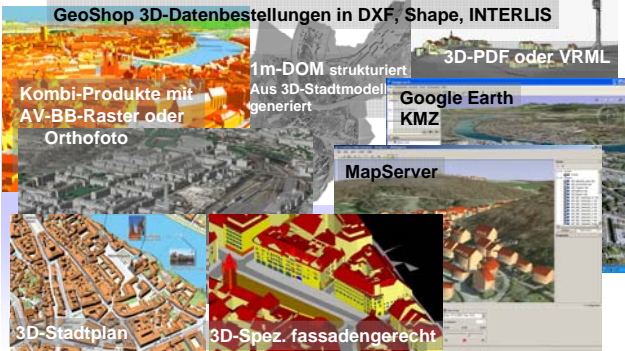 GeoShop 3D-Datenbestellungen in DXF, Shape, INTERLIS
3D-PDF oder VRML
1m-DOM strukturiert
Aus 3D-Stadtmodell
generiert
Kombi-Produkte mit
AV-BB-Raster oder
Orthofoto
Google Earth
KMZ
MapServer
3D-Stadtplan
3D-Spez. fassadengerecht